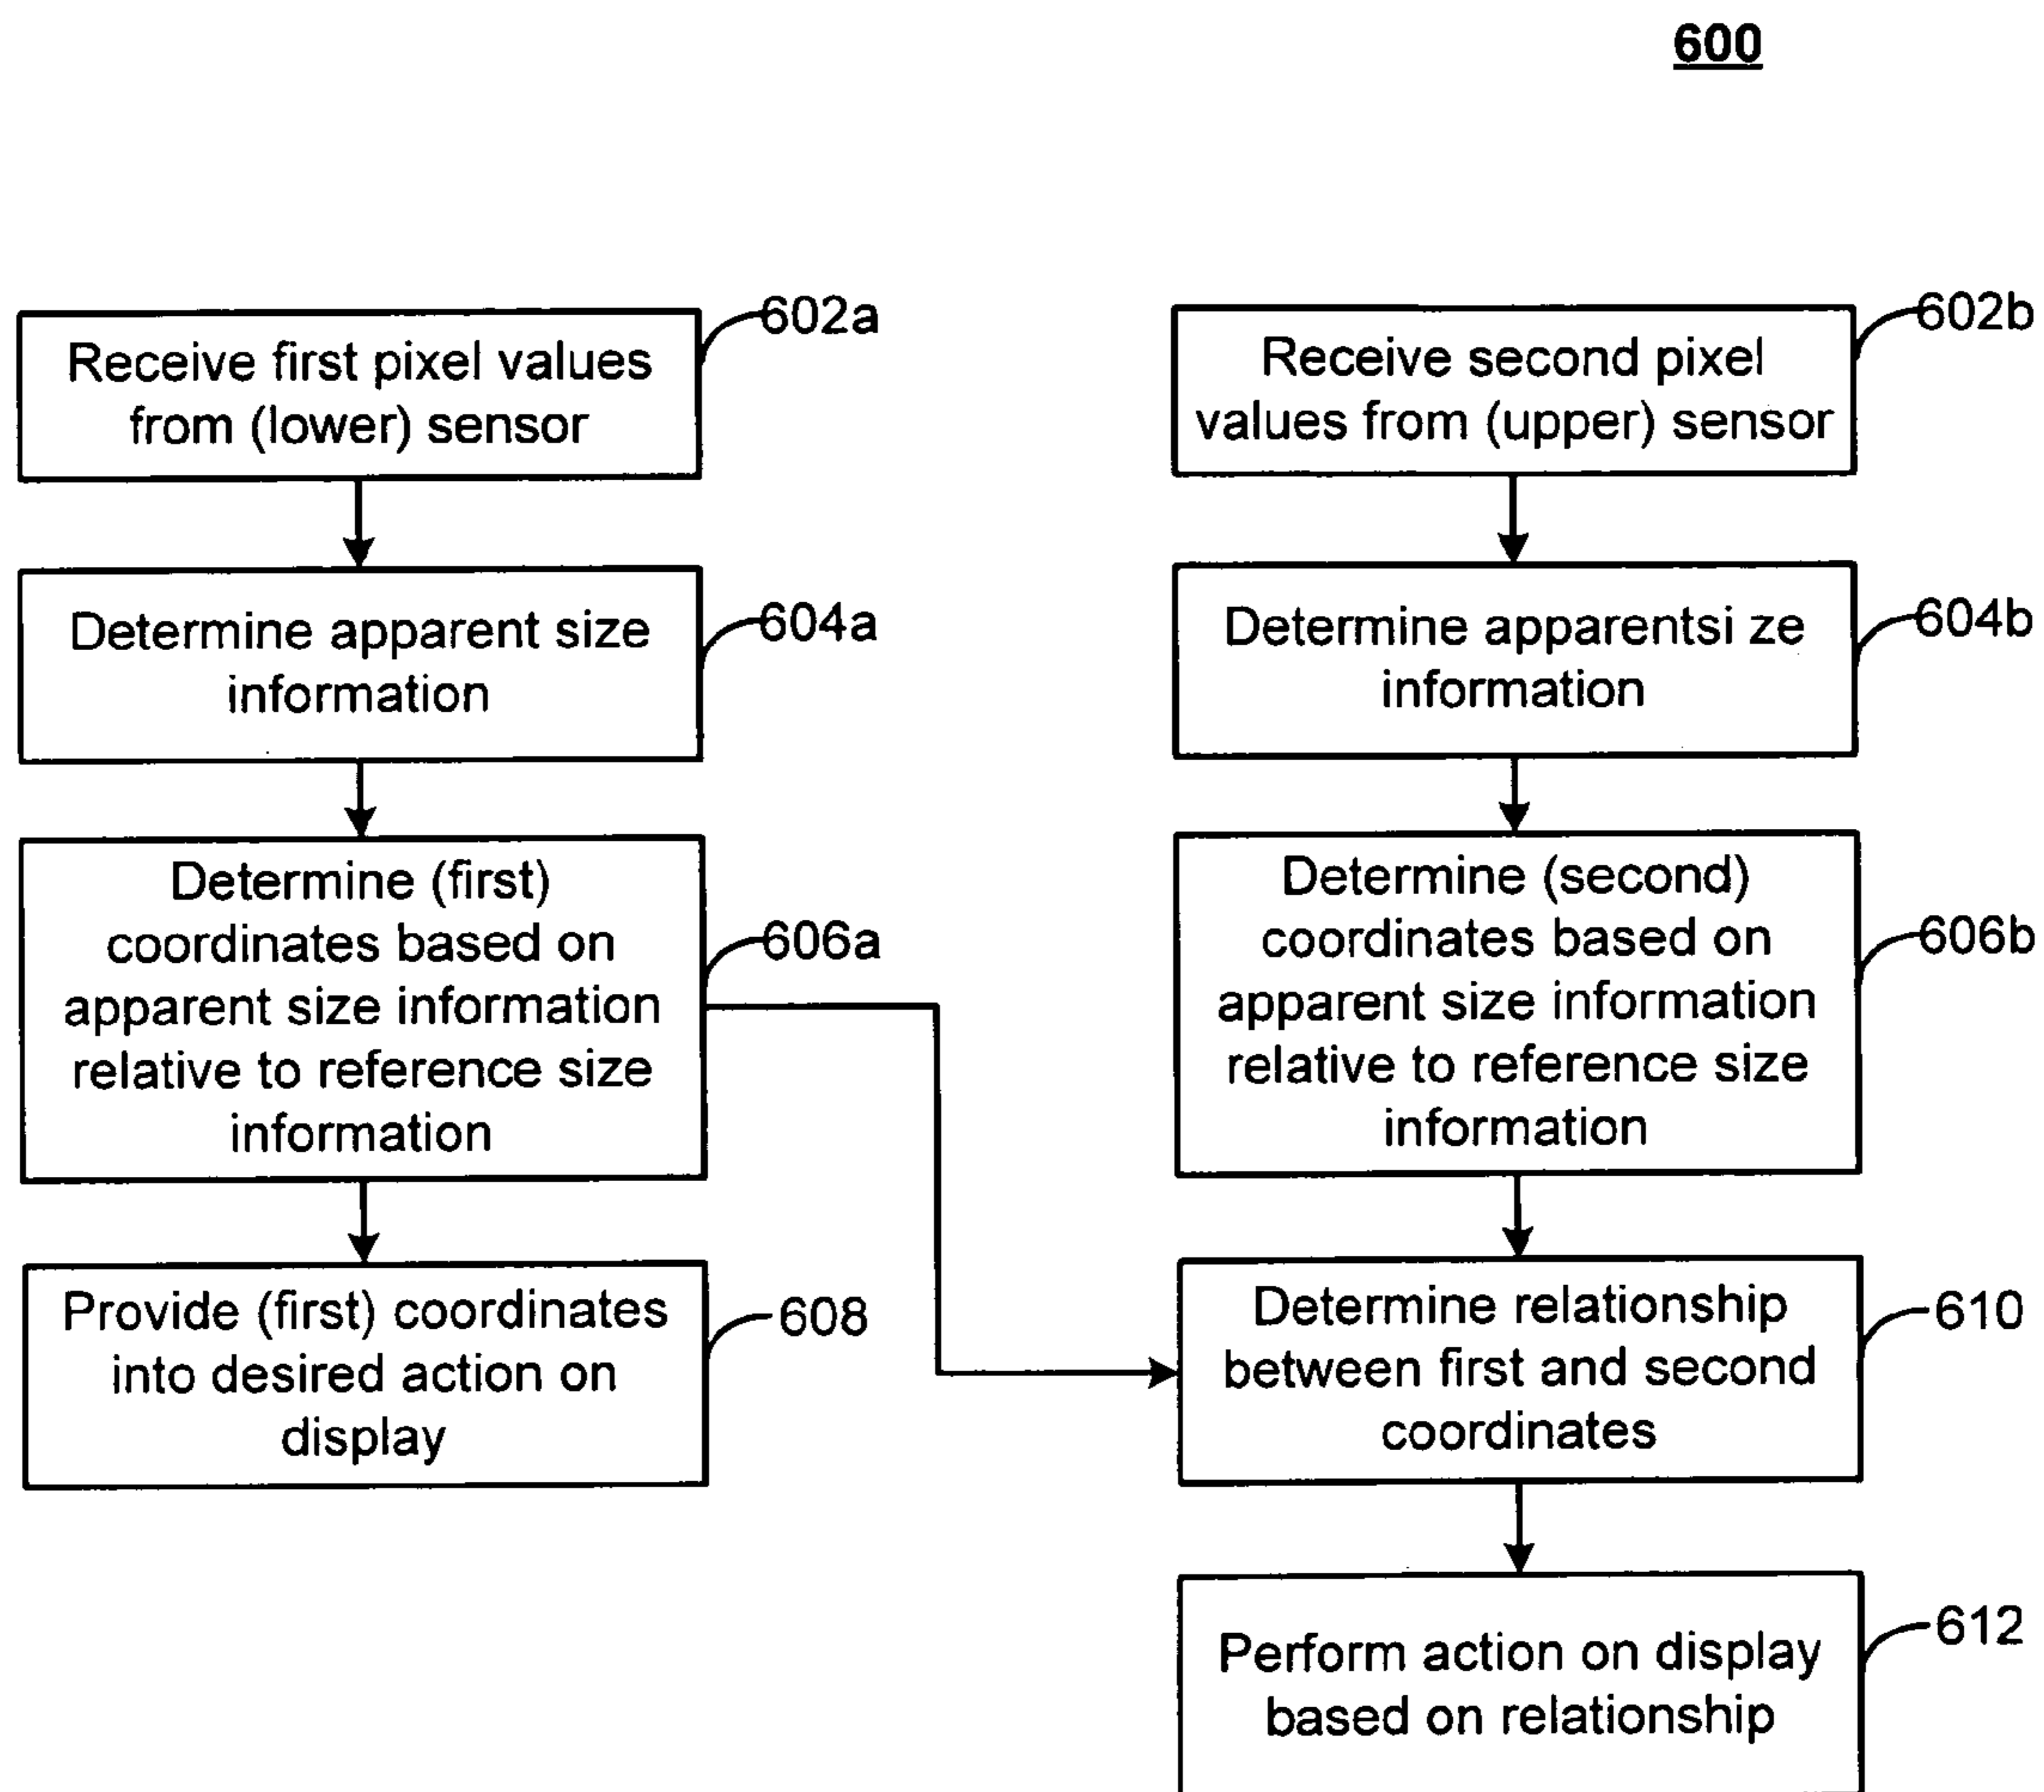 600
Receive first pixel values
from (lower) sensor
602a
Determine apparent size
information
604a
Determine (first)
coordinates based on
apparent size information
relative to reference size
information
606a
Provide (first) coordinates
into desired action on
display
608
Receive second pixel
values from (upper) sensor
602b
Determine apparentsi ze
information
604b
Determine (second)
coordinates based on
apparent size information
relative to reference size
information
606b
Determine relationship
between first and second
coordinates
610
Perform action on display
based on relationship
612